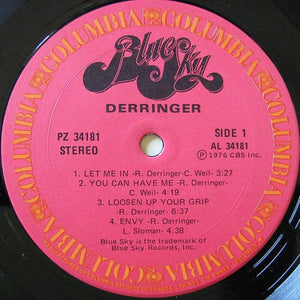 COLUMBIA COLUMBIA COLUMBIA COLUMBIA COLUMBIA COLUMBIA
Blue Sky
DERRINGER
PZ 34181 SIDE 1
STEREO AL 34181
Ⓟ 1976 CBS Inc.
1. LET ME IN -R. Derringer-C. Weil- 3:27
2. YOU CAN HAVE ME -R. Derringer-
C. Weil- 4:19
3. LOOSEN UP YOUR GRIP
-R. Derringer- 6:37
4. ENVY -R. Derringer-
L. Sloman- 4:38
Blue Sky is the trademark of
Blue Sky Records, Inc.